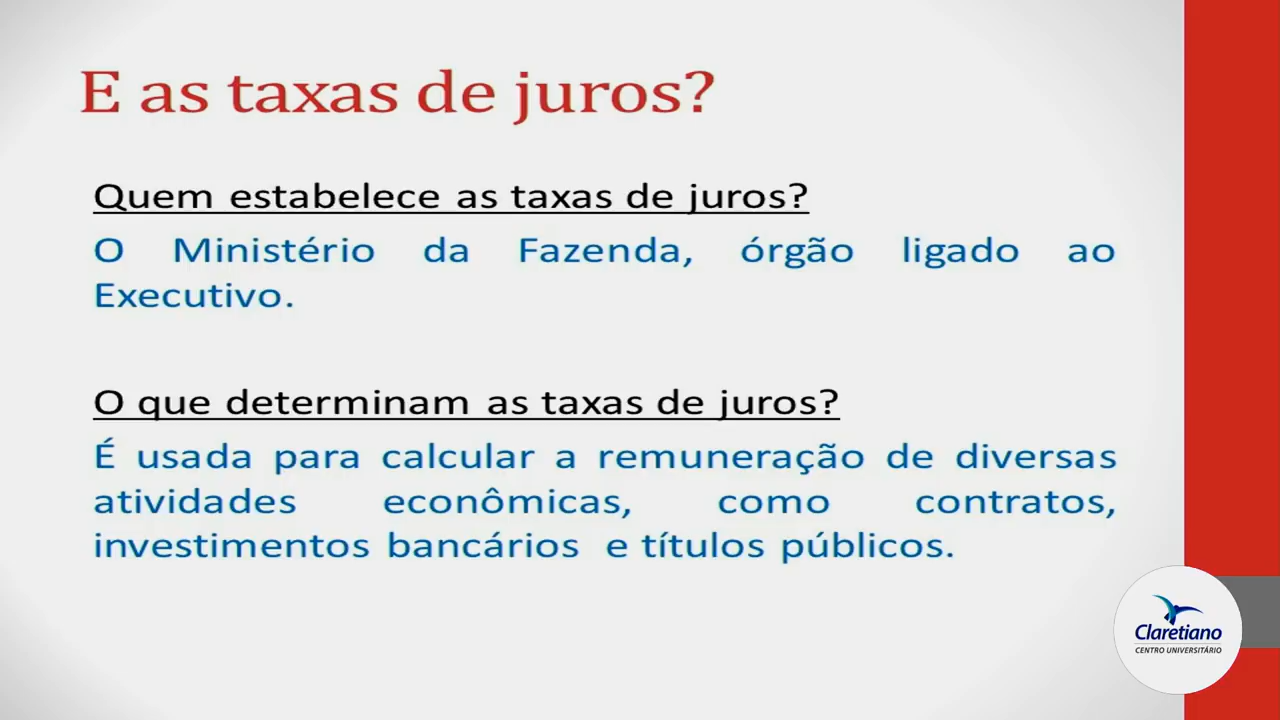 E as taxas de juros?
Quem estabelece as taxas de juros?
O Ministério da Fazenda, órgão ligado ao
Executivo.
O que determinam as taxas de juros?
É usada para calcular a remuneração de diversas
atividades econômicas, como contratos,
investimentos bancários e títulos públicos.
Claretiano
CENTRO UNIVERSITÁRIO